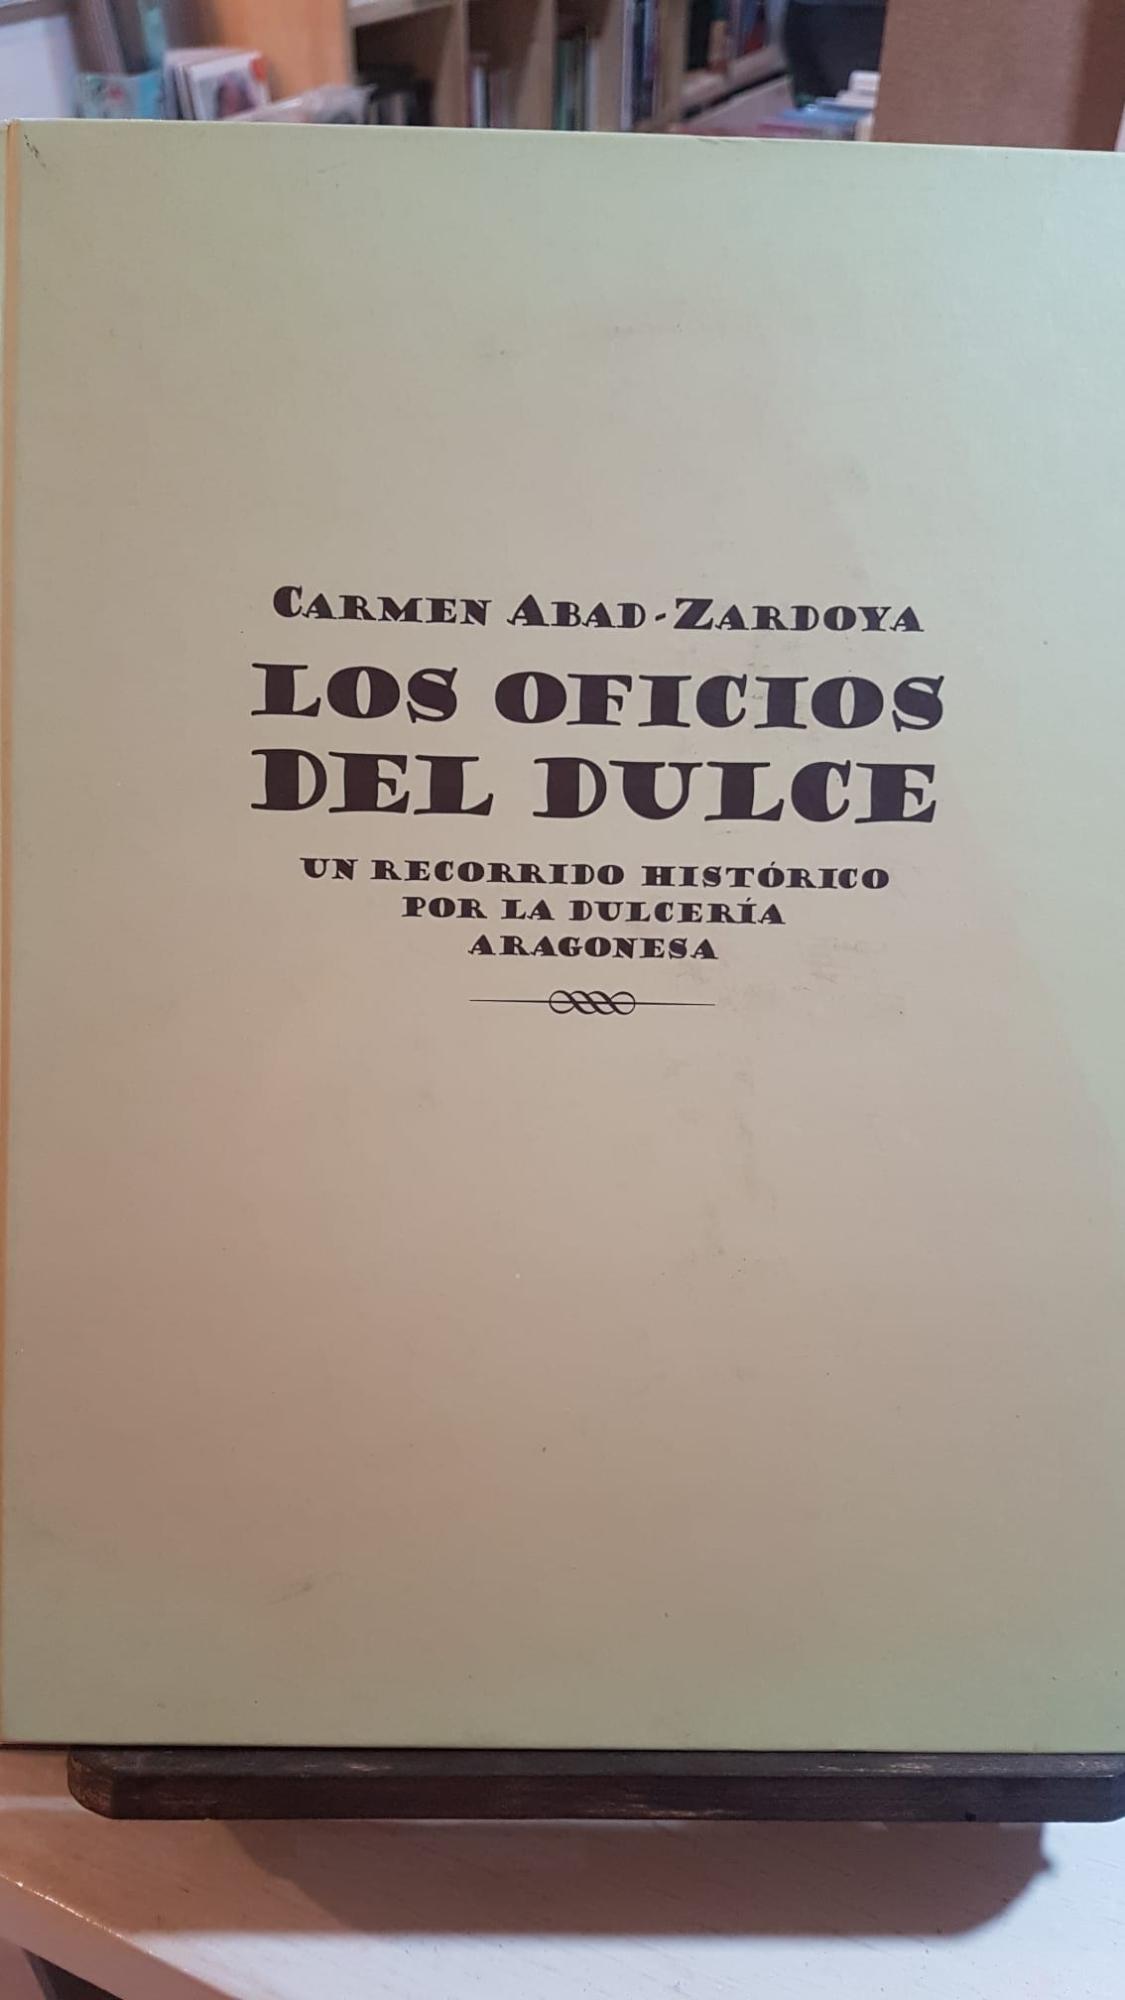 CARMEN ABAD-ZARDOYA
LOS OFICIOS
DEL DULCE
UN RECORRIDO HISTÓRICO
POR LA DULCERÍA
ARAGONESA